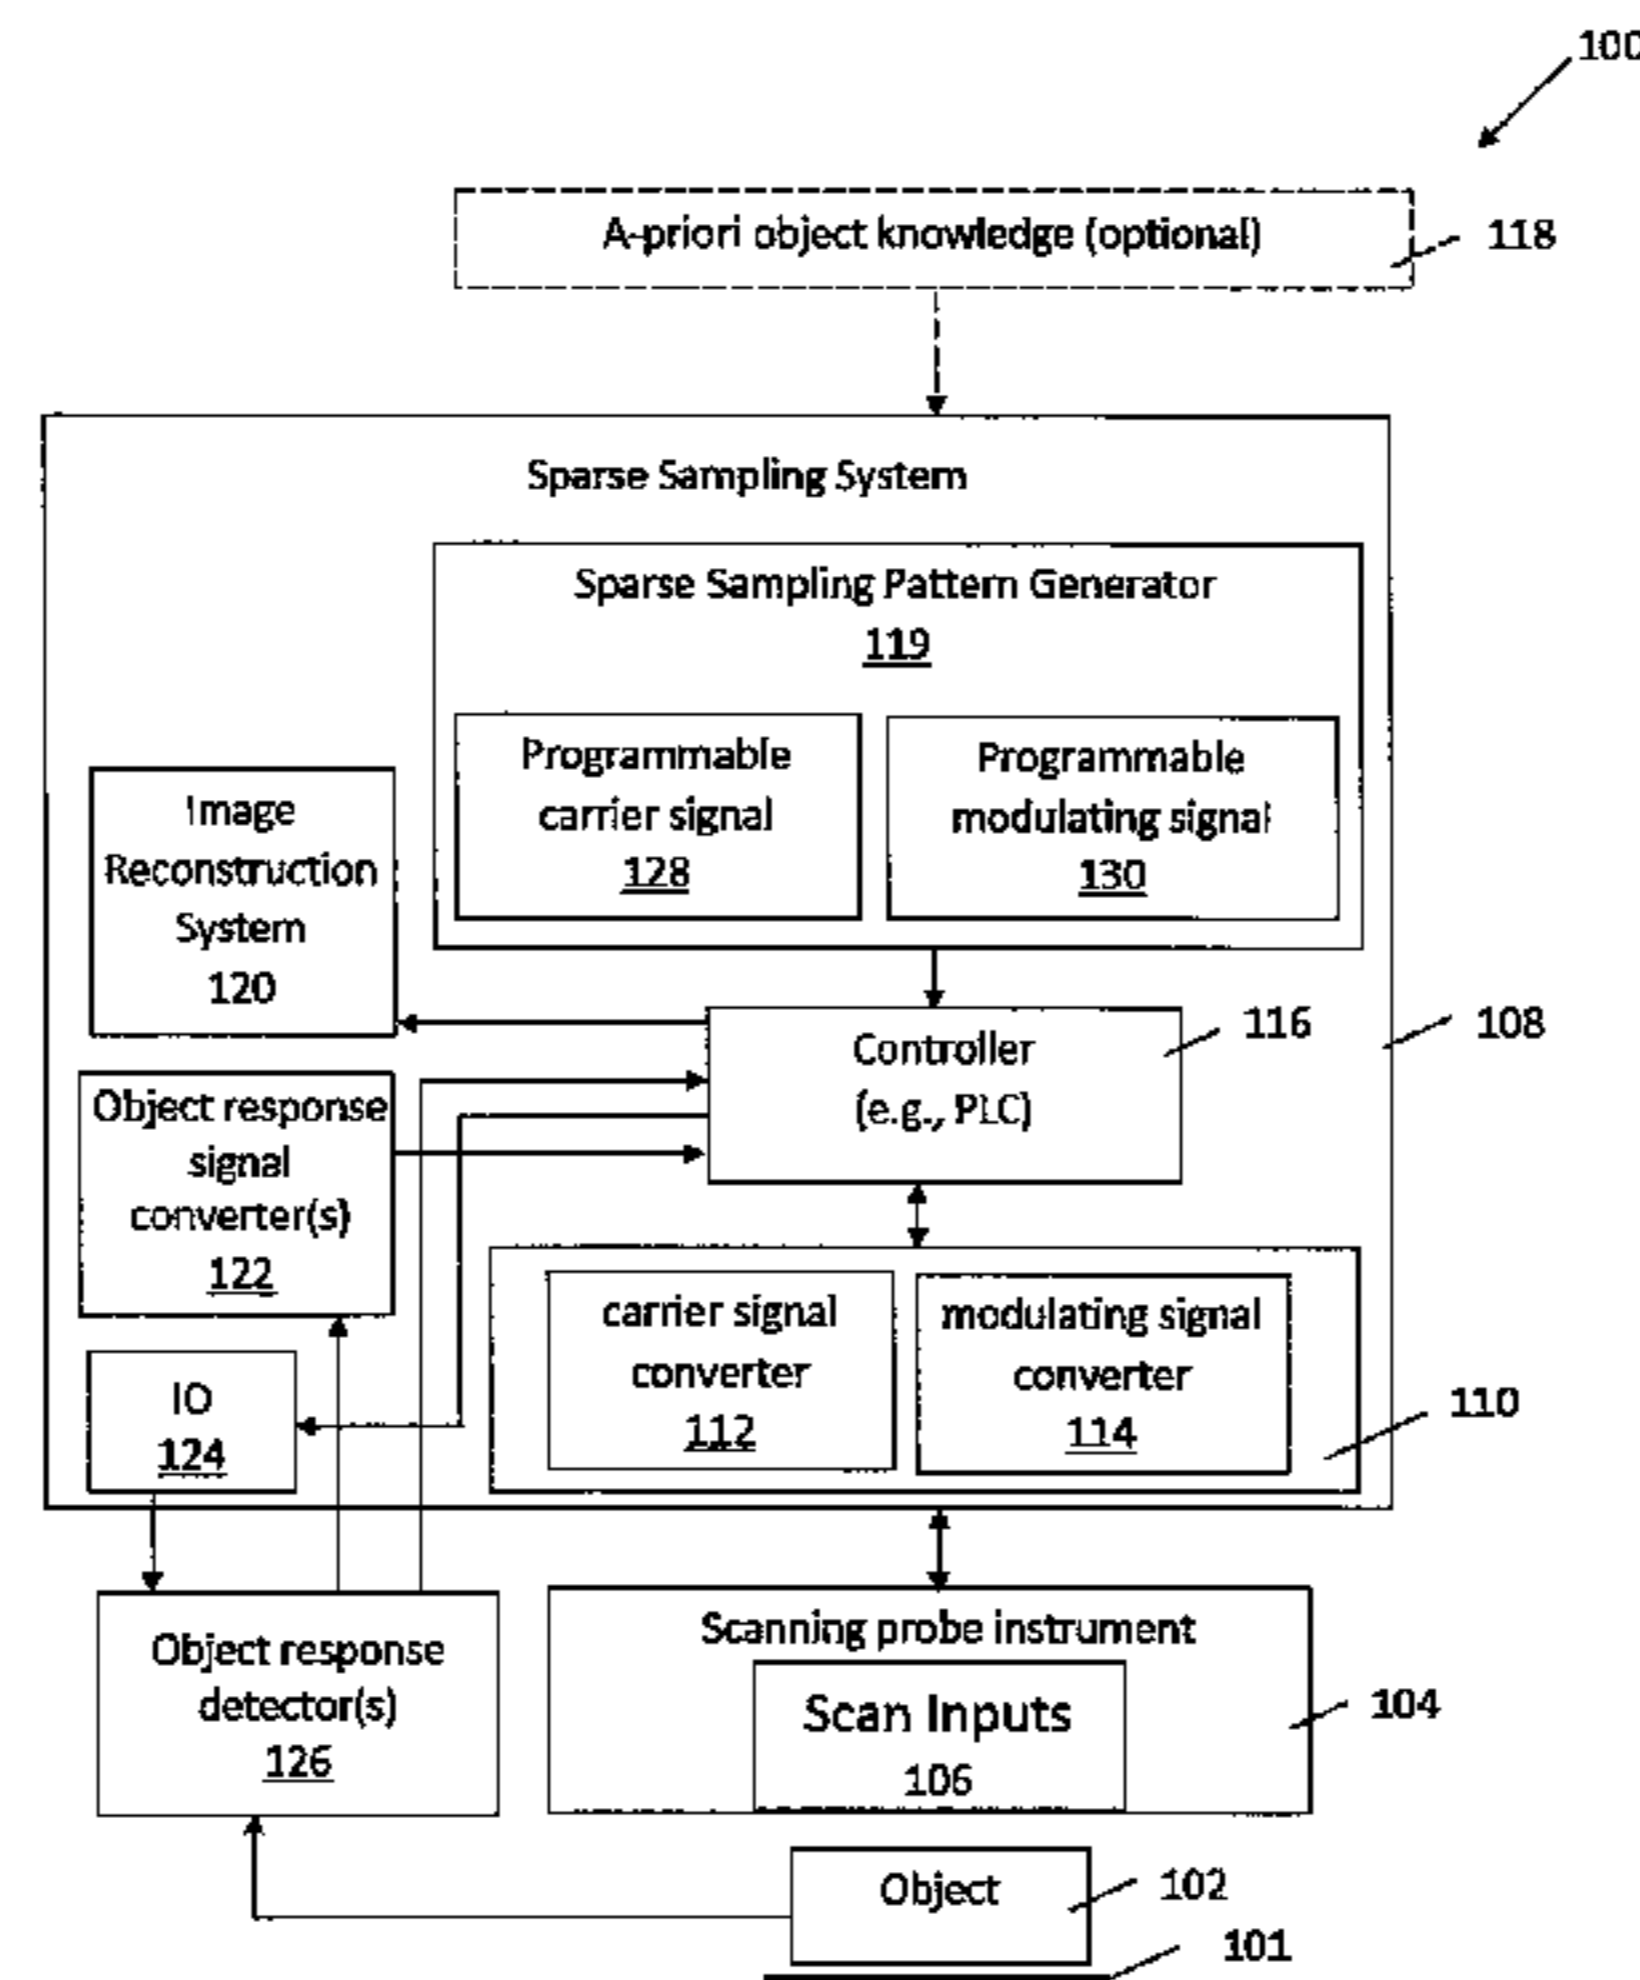 100
A-priori object knowledge (optional)
118
Sparse Sampling System
Sparse Sampling Pattern Generator
119
Programmable
carrier signal
128
Programmable
modulating signal
130
Image
Reconstruction
System
120
Controller
(e.g., PLC)
116
108
Object response
signal
converter(s)
122
carrier signal
converter
112
modulating signal
converter
114
110
IO
124
Object response
detector(s)
126
Scanning probe instrument
Scan Inputs
106
104
Object
102
101